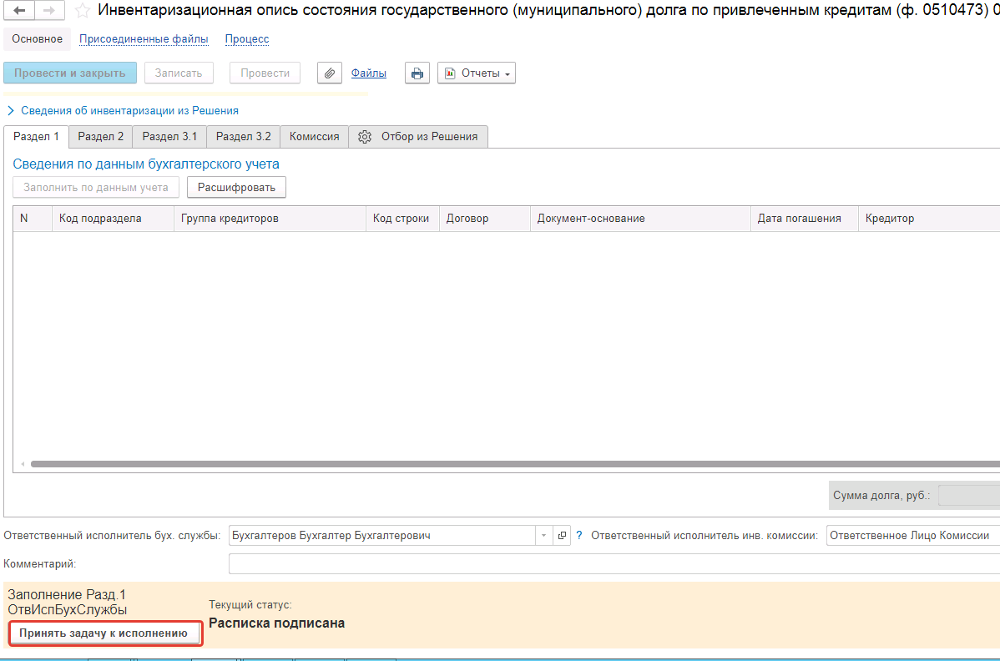 Инвентаризационная опись состояния государственного (муниципального) долга по привлеченным кредитам (ф. 0510473) 0
Основное Присоединенные файлы Процесс
Провести и закрыть Записать Провести Файлы Отчеты
Сведения об инвентаризации из Решения
Раздел 1 Раздел 2 Раздел 3.1 Раздел 3.2 Комиссия Отбор из Решения
Сведения по данным бухгалтерского учета
Заполнить по данным учета Расшифровать
N Код подраздела Группа кредиторов Код строки Договор Документ-основание Дата погашения Кредитор
Сумма долга, руб.:
Ответственный исполнитель бух. службы: Бухгалтеров Бухгалтер Бухгалтерович ? Ответственный исполнитель инв. комиссии: Ответственное Лицо Комиссии
Комментарий:
Заполнение Разд.1
ОтвИспБухСлужбы
Текущий статус:
Расписка подписана
Принять задачу к исполнению